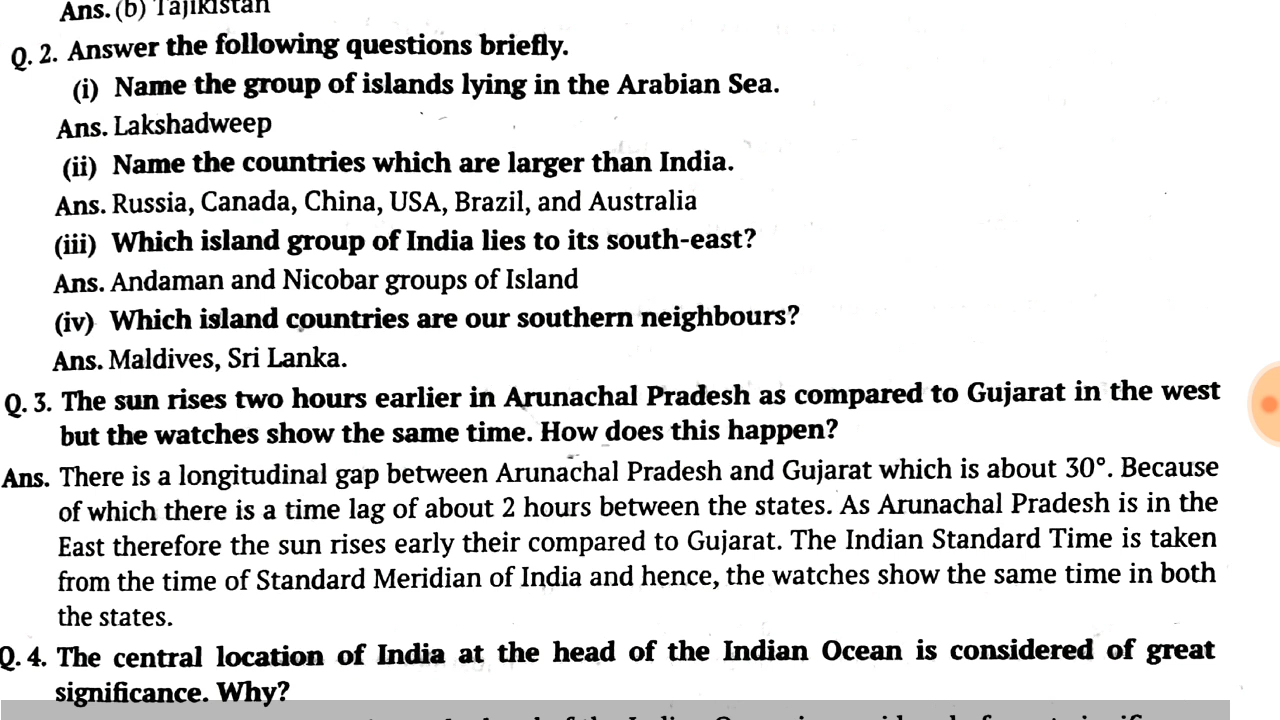 Ans. (b) Tajikistan
Q. 2. Answer the following questions briefly.
(i) Name the group of islands lying in the Arabian Sea.
Ans. Lakshadweep
(ii) Name the countries which are larger than India.
Ans. Russia, Canada, China, USA, Brazil, and Australia
(iii) Which island group of India lies to its south-east?
Ans. Andaman and Nicobar groups of Island
(iv) Which island countries are our southern neighbours?
Ans. Maldives, Sri Lanka.
Q. 3. The sun rises two hours earlier in Arunachal Pradesh as compared to Gujarat in the west
but the watches show the same time. How does this happen?
Ans. There is a longitudinal gap between Arunachal Pradesh and Gujarat which is about 30°. Because
of which there is a time lag of about 2 hours between the states. As Arunachal Pradesh is in the
East therefore the sun rises early their compared to Gujarat. The Indian Standard Time is taken
from the time of Standard Meridian of India and hence, the watches show the same time in both
the states.
Q. 4. The central location of India at the head of the Indian Ocean is considered of great
significance. Why?